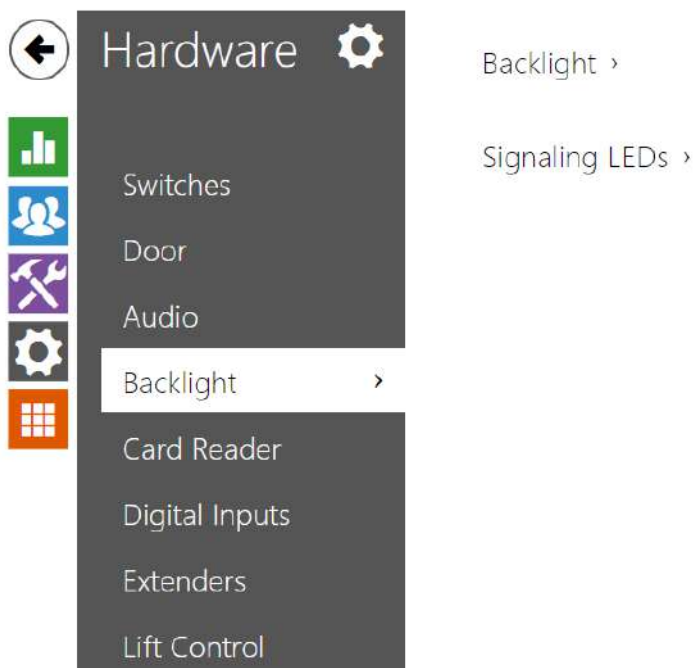 Hardware
Switches
Door
Audio
Backlight ›
Card Reader
Digital Inputs
Extenders
Lift Control
Backlight ›
Signaling LEDs ›